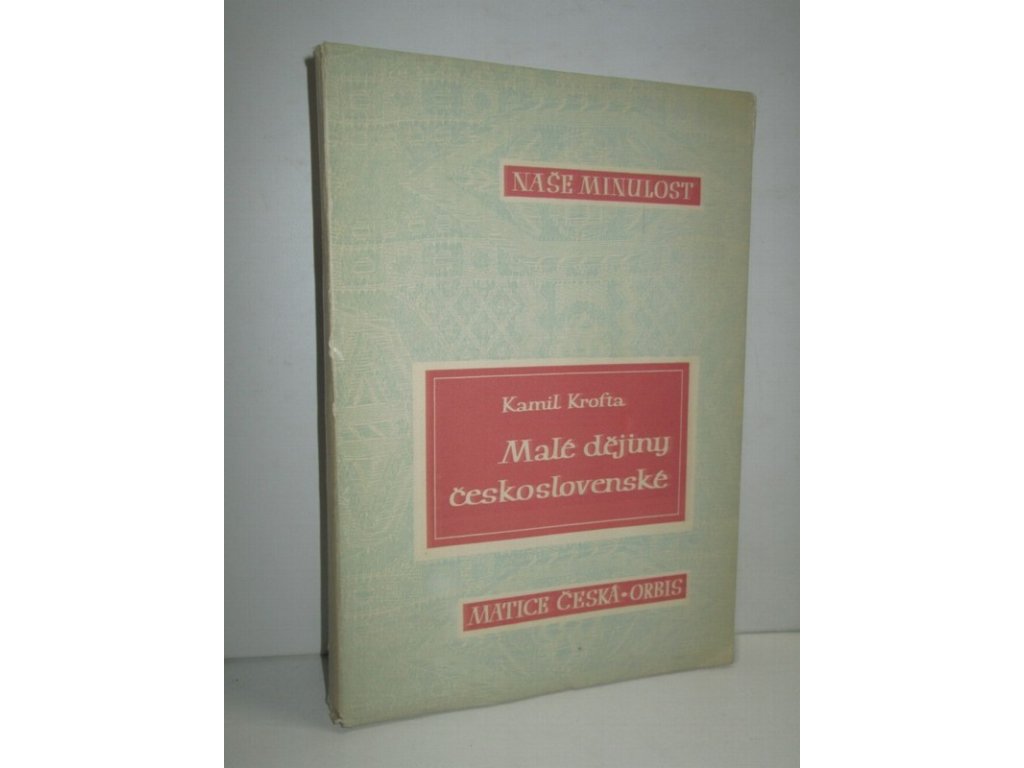 NAŠE MINULOST
Kamil Krofta
Malé dějiny
československé
MATICE ČESKÁ • ORBIS